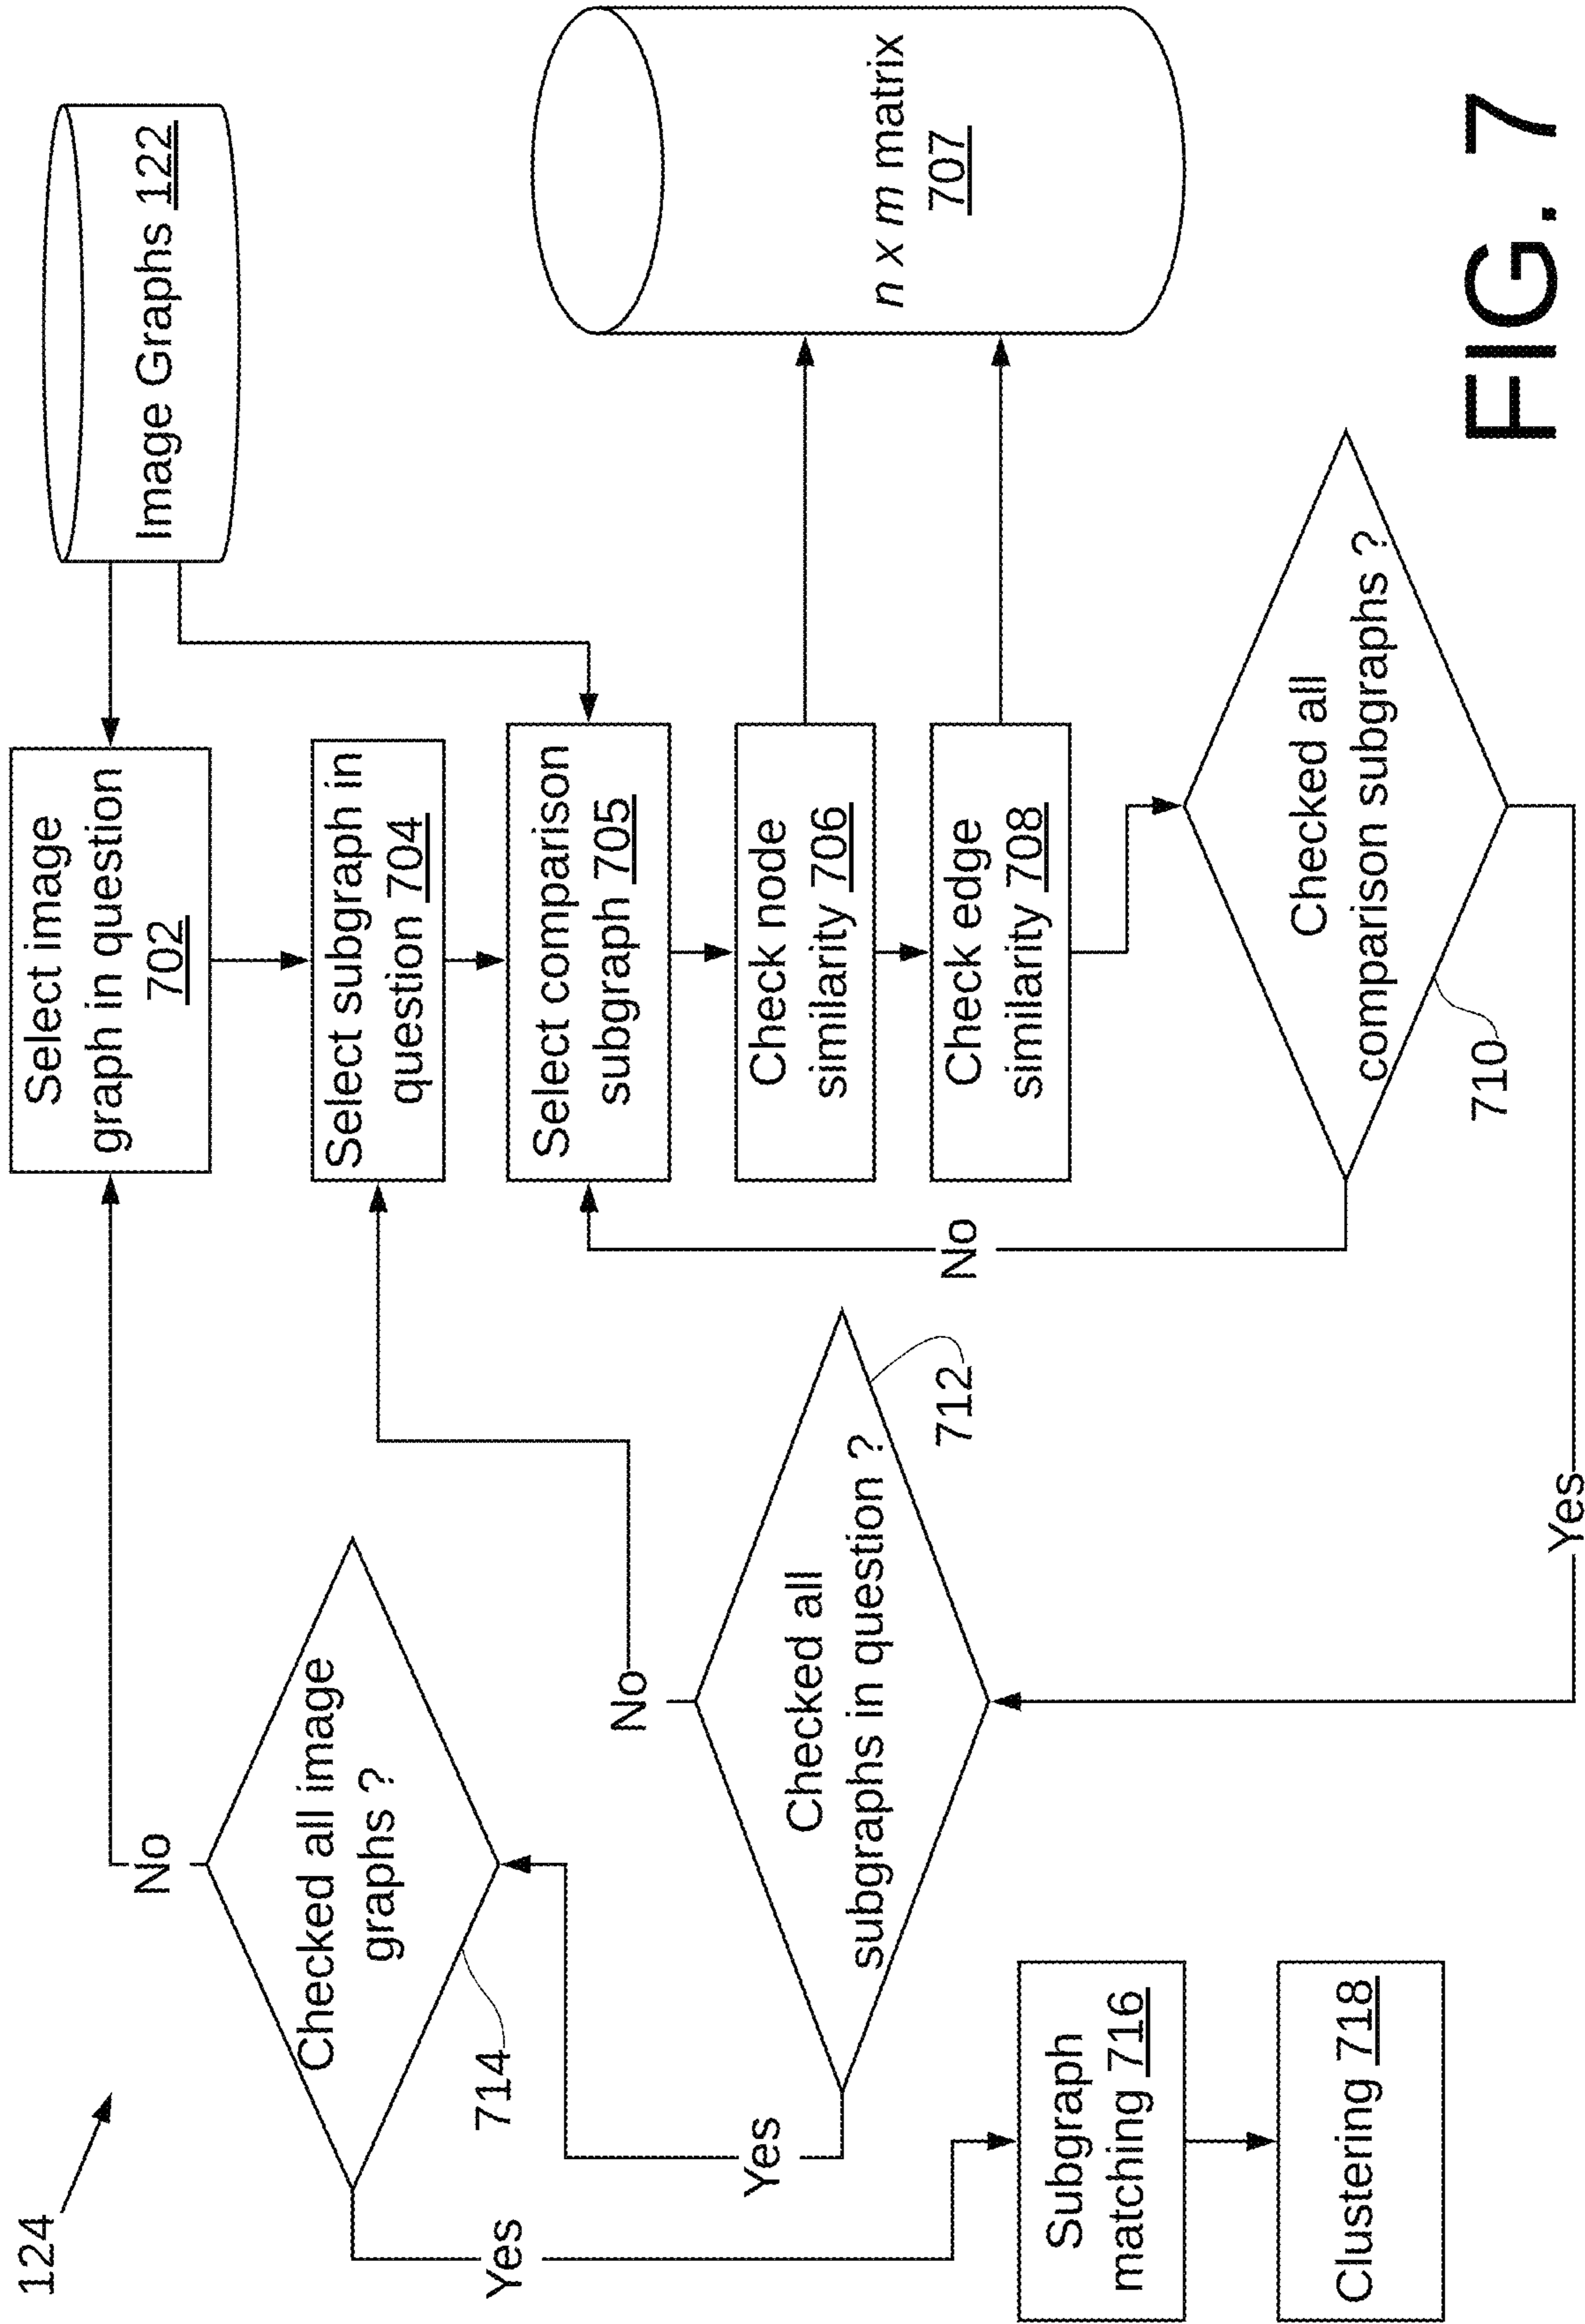 124
Select image
graph in question
702
Image Graphs 122
Select subgraph in
question 704
Select comparison
subgraph 705
Check node
similarity 706
Check edge
similarity 708
n x m matrix
707
Checked all
comparison subgraphs ?
710
No
Yes
Checked all
subgraphs in question ?
712
No
Yes
Checked all image
graphs ?
714
No
Yes
Subgraph
matching 716
Clustering 718
FIG. 7